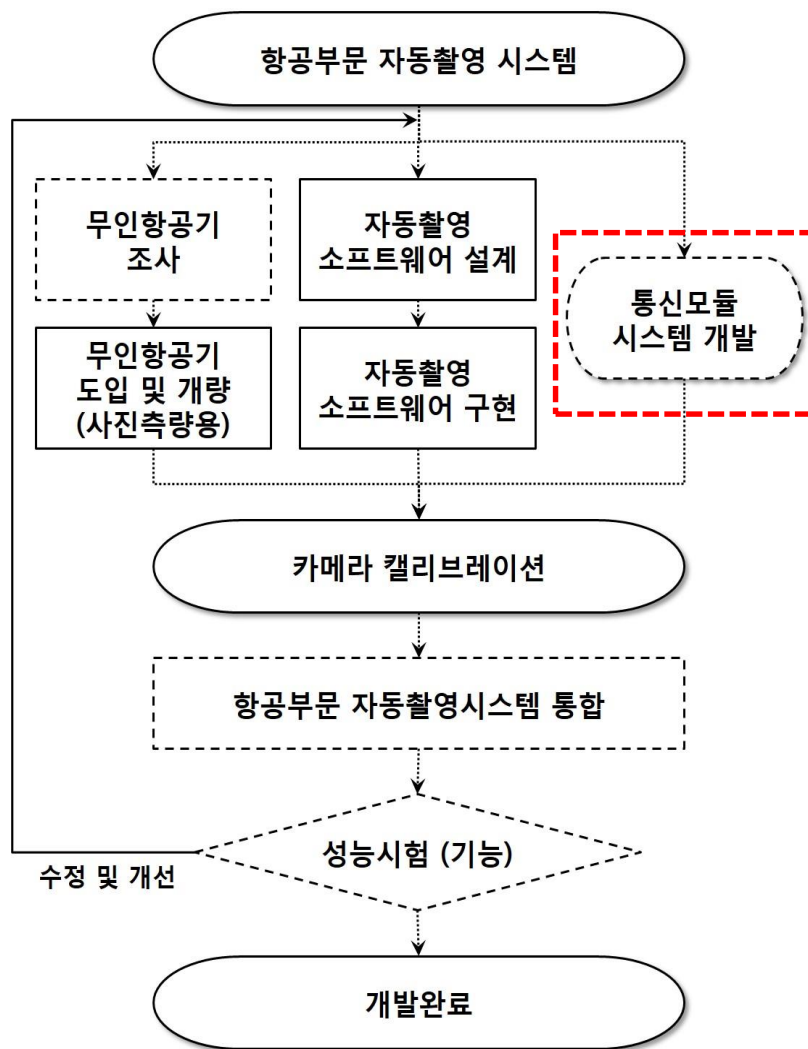 항공부문 자동촬영 시스템
무인항공기
조사
자동촬영
소프트웨어 설계
통신모듈
시스템 개발
무인항공기
도입 및 개량
(사진측량용)
자동촬영
소프트웨어 구현
카메라 캘리브레이션
항공부문 자동촬영시스템 통합
성능시험 (기능)
수정 및 개선
개발완료